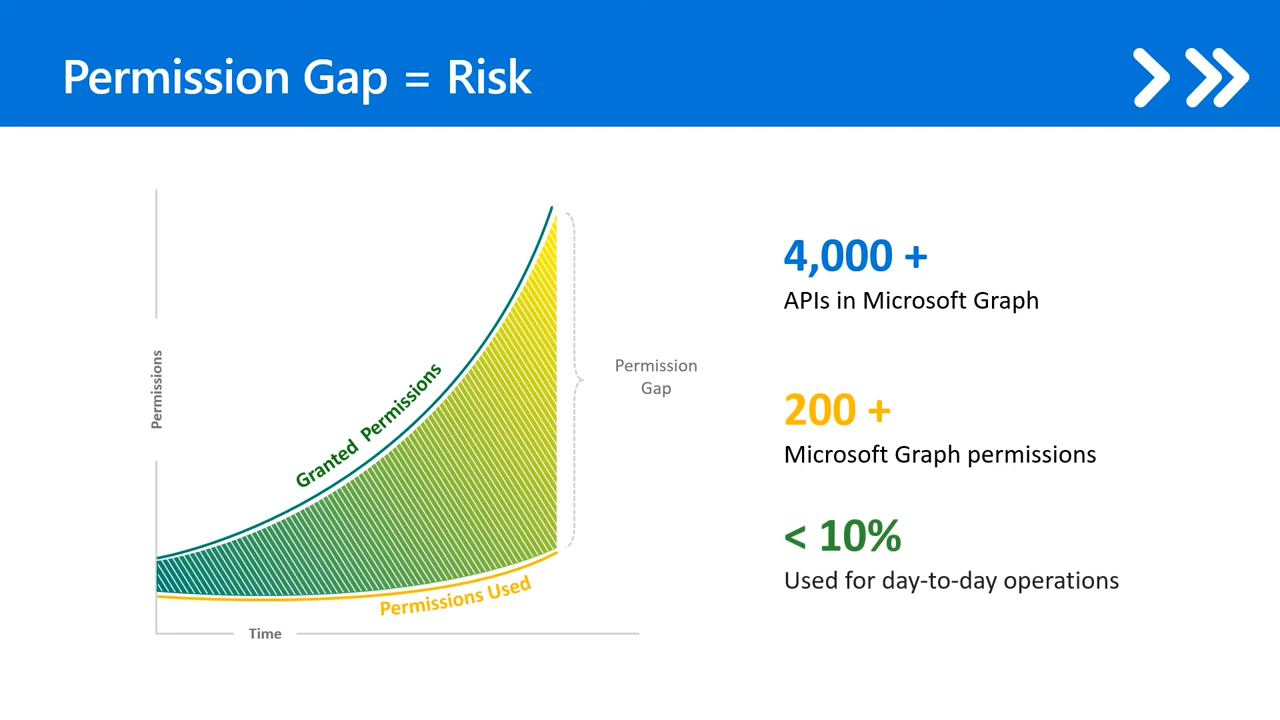 Permission Gap = Risk
Permissions
Granted Permissions
Permissions Used
Time
Permission
Gap
4,000 +
APIs in Microsoft Graph
200 +
Microsoft Graph permissions
< 10%
Used for day-to-day operations